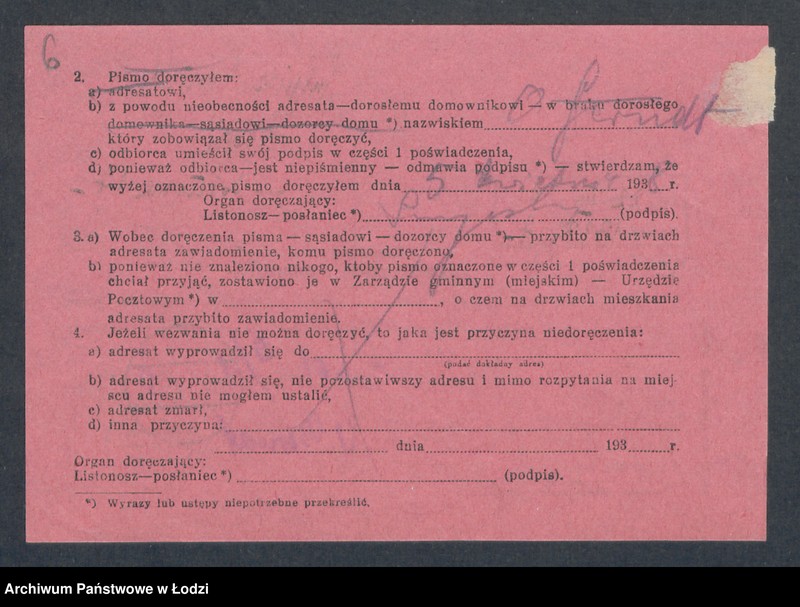 6
2. Pismo doręczyłem:
a) adresatowi,
b) z powodu nieobecności adresata—dorosłemu domownikowi—w braku dorosłego
domownika—sąsiadowi—dozorcy domu *) nazwiskiem
który zobowiązał się pismo doręczyć,
c) odbiorca umieścił swój podpis w części 1 poświadczenia,
d) ponieważ odbiorca—jest niepiśmienny — odmawia podpisu *) — stwierdzam, że
wyżej oznaczone pismo doręczyłem dnia 5 193 r.
Organ doręczający:
Listonosz—posłaniec *) (podpis).
3. a) Wobec doręczenia pisma — sąsiadowi — dozorcy domu *)— przybito na drzwiach
adresata zawiadomienie, komu pismo doręczono,
b) ponieważ nie znaleziono nikogo, ktoby pismo oznaczone w części 1 poświadczenia
chciał przyjąć, zostawiono je w Zarządzie gminnym (miejskim) — Urzędzie
Pocztowym *) w , o czem na drzwiach mieszkania
adresata przybito zawiadomienie.
4. Jeżeli wezwania nie można doręczyć, to jaka jest przyczyna niedoręczenia:
a) adresat wyprowadził się do
(podać dokładny adres)
b) adresat wyprowadził się, nie pozostawiwszy adresu i mimo rozpytania na miej-
scu adresu nie mogłem ustalić,
c) adresat zmarł,
d) inna przyczyna:
dnia 193 r.
Organ doręczający:
Listonosz—posłaniec *) (podpis).
*) Wyrazy lub ustępy niepotrzebne przekreślić.
Archiwum Państwowe w Łodzi